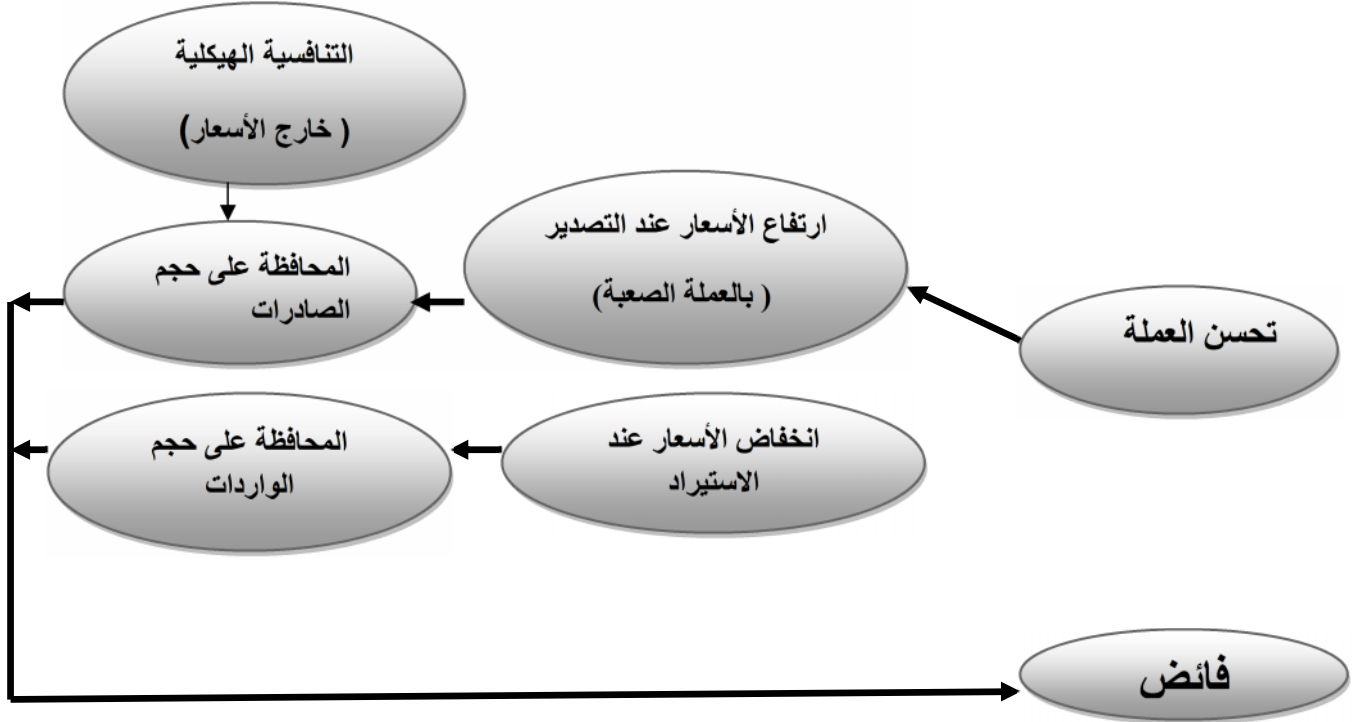 التنافسية الهيكلية
( خارج الأسعار)
ارتفاع الأسعار عند التصدير
( بالعملة الصعبة)
المحافظة على حجم
الصادرات
تحسن العملة
انخفاض الأسعار عند
الاستيراد
المحافظة على حجم
الواردات
فائض